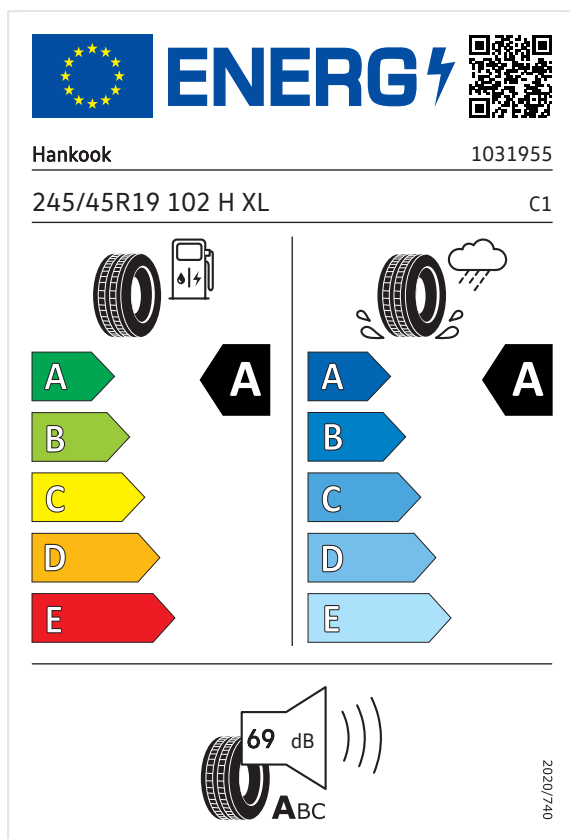 ENERG
Hankook 1031955
245/45R19 102 H XL C1
A A A A
B B
C C
D D
E E
69 dB
ABC
2020/740